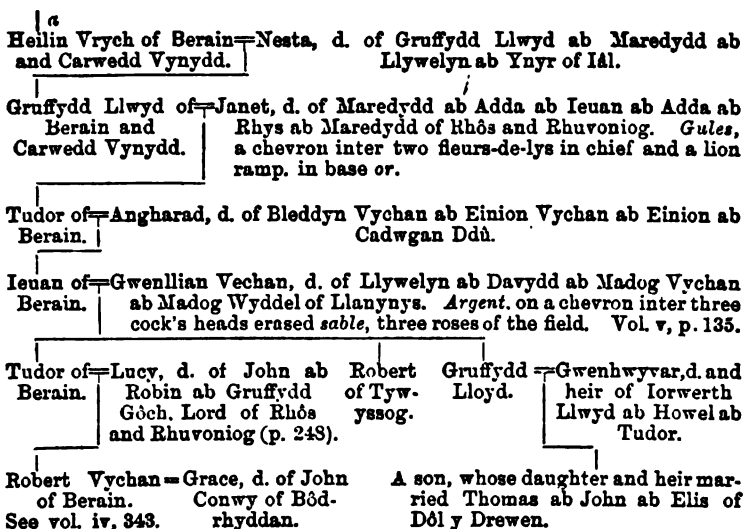 a
Heilin Vrych of Berain=Nesta, d. of Gruffydd Llwyd ab Maredydd ab
and Carwedd Vynydd. Llywelyn ab Ynyr of Iâl.
Gruffydd Llwyd of=Janet, d. of Maredydd ab Adda ab Ieuan ab Adda ab
Berain and Rhys ab Maredydd of Rhôs and Rhuvoniog. Gules,
Carwedd Vynydd. a chevron inter two fleurs-de-lys in chief and a lion
ramp. in base or.
Tudor of=Angharad, d. of Bleddyn Vychan ab Einion Vychan ab Einion ab
Berain. Cadwgan Ddû.
Ieuan of=Gwenllian Vechan, d. of Llywelyn ab Davydd ab Madog Vychan
Berain. ab Madog Wyddel of Llanynys. Argent. on a chevron inter three
cock's heads erased sable, three roses of the field. Vol. v, p. 135.
Tudor of=Lucy, d. of John ab Robert Gruffydd=Gwenhwyvar, d. and
Berain. Robin ab Gruffydd of Tyw- Lloyd. heir of Iorwerth
Gôch. Lord of Rhôs yssog. Llwyd ab Howel ab
and Rhuvoniog (p. 248). Tudor.
Robert Vychan=Grace, d. of John A son, whose daughter and heir mar-
of Berain. Conwy of Bôd- ried Thomas ab John ab Elis of
See vol. iv, 343. rhyddan. Dôl y Drewen.